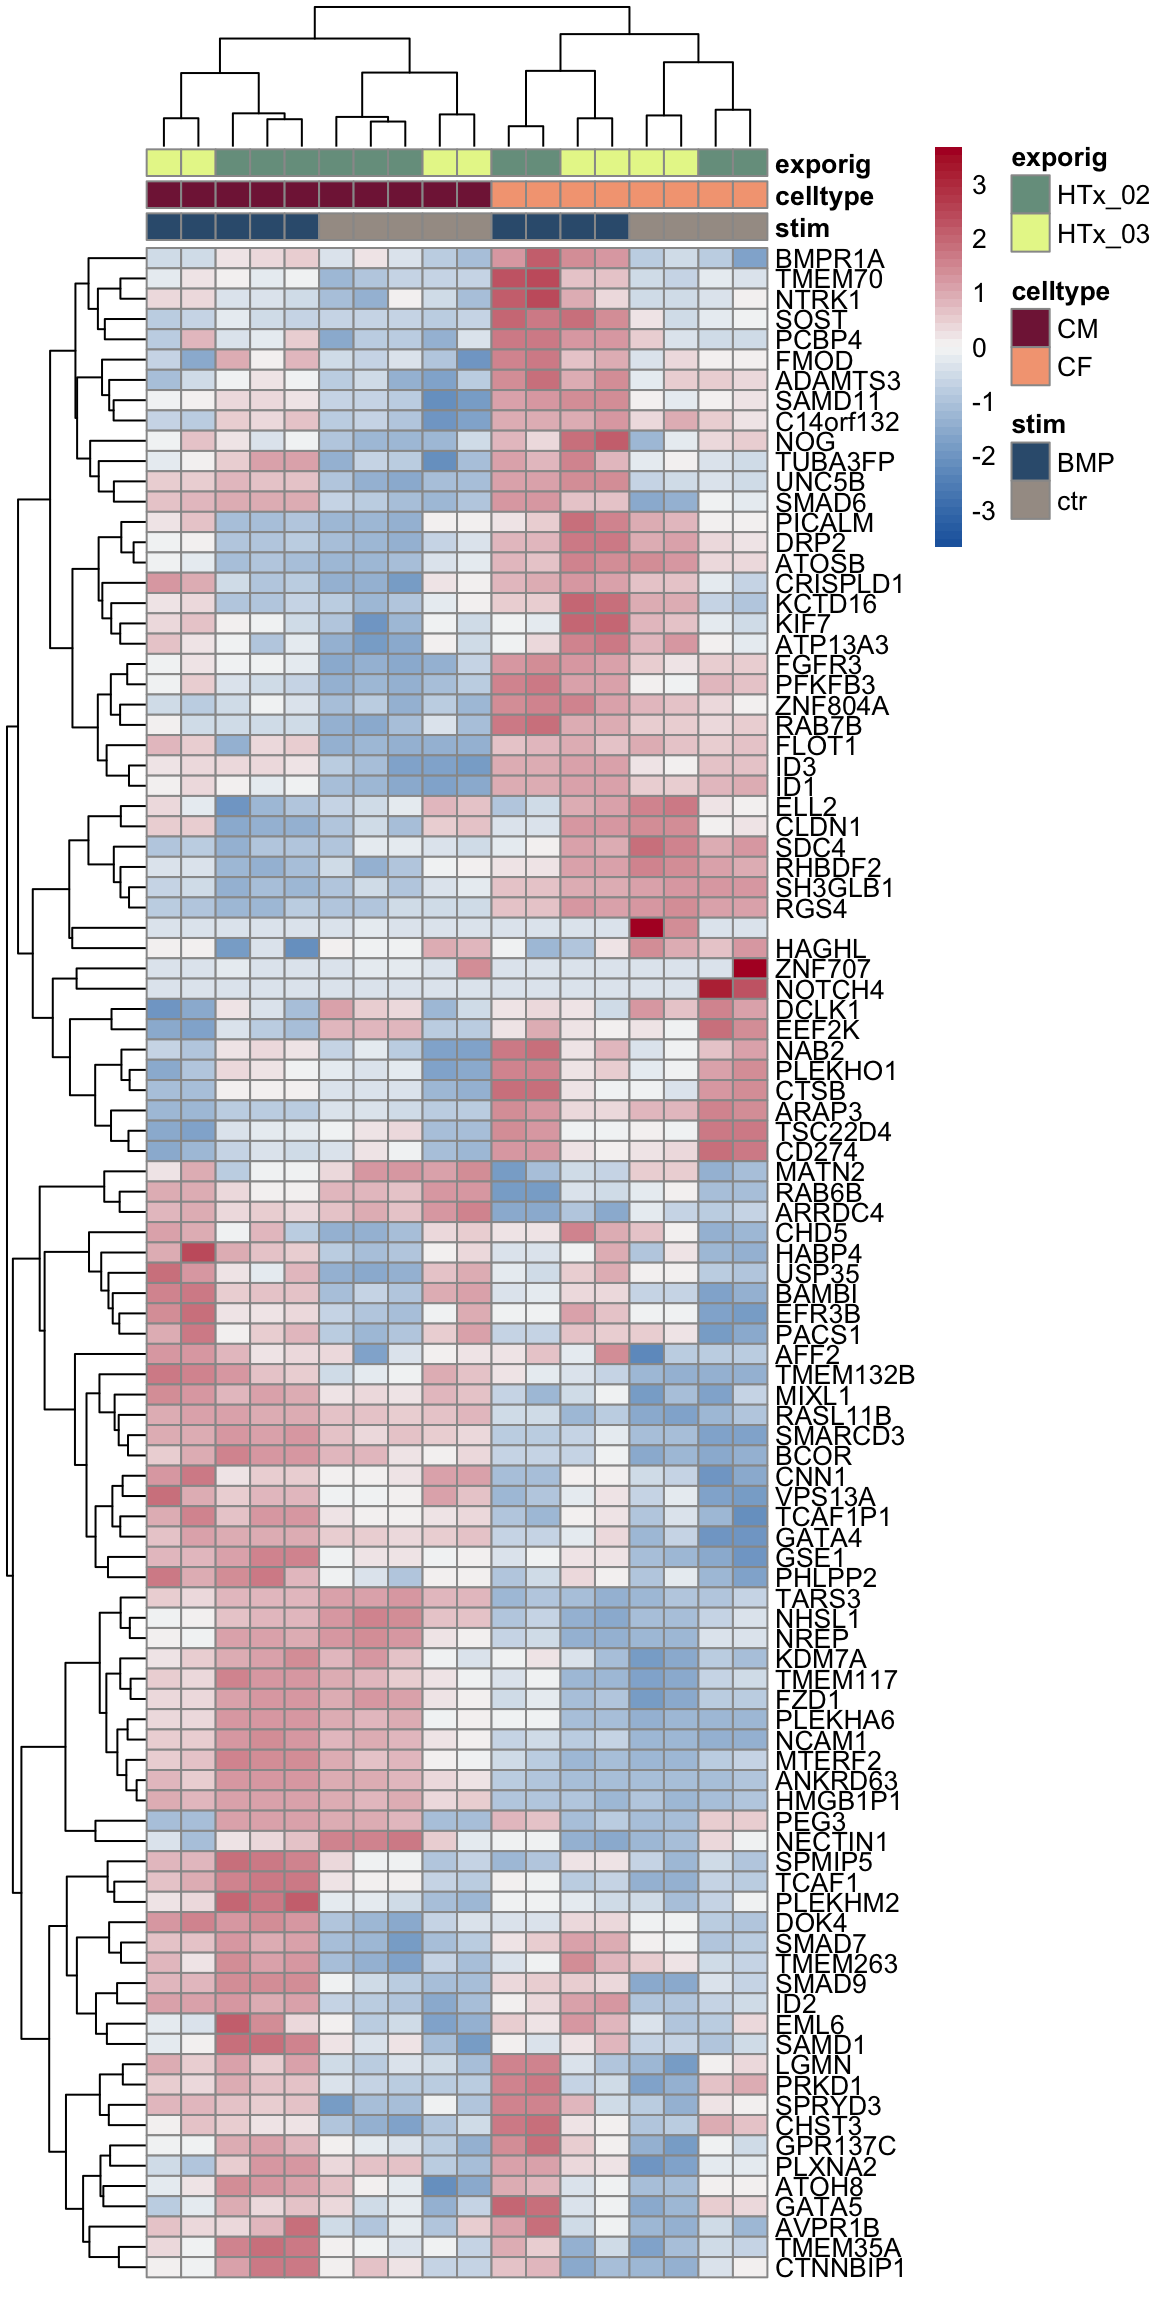 exporig
celltype
stim
BMPR1A
TMEM70
NTRK1
SOST
PCBP4
FMOD
ADAMTS3
SAMD11
C14orf132
NOG
TUBA3FP
UNC5B
SMAD6
PICALM
DRP2
ATOSB
CRISPLD1
KCTD16
KIF7
ATP13A3
FGFR3
PFKFB3
ZNF804A
RAB7B
FLOT1
ID3
ID1
ELL2
CLDN1
SDC4
RHBDF2
SH3GLB1
RGS4
HAGHL
ZNF707
NOTCH4
DCLK1
EEF2K
NAB2
PLEKHO1
CTSB
ARAP3
TSC22D4
CD274
MATN2
RAB6B
ARRDC4
CHD5
HABP4
USP35
BAMBI
EFR3B
PACS1
AFF2
TMEM132B
MIXL1
RASL11B
SMARCD3
BCOR
CNN1
VPS13A
TCAF1P1
GATA4
GSE1
PHLPP2
TARS3
NHSL1
NREP
KDM7A
TMEM117
FZD1
PLEKHA6
NCAM1
MTERF2
ANKRD63
HMGB1P1
PEG3
NECTIN1
SPMIP5
TCAF1
PLEKHM2
DOK4
SMAD7
TMEM263
SMAD9
ID2
EML6
SAMD1
LGMN
PRKD1
SPRYD3
CHST3
GPR137C
PLXNA2
ATOH8
GATA5
AVPR1B
TMEM35A
CTNNBIP1
3
2
1
0
-1
-2
-3
exporig
HTx_02
HTx_03
celltype
CM
CF
stim
BMP
ctr